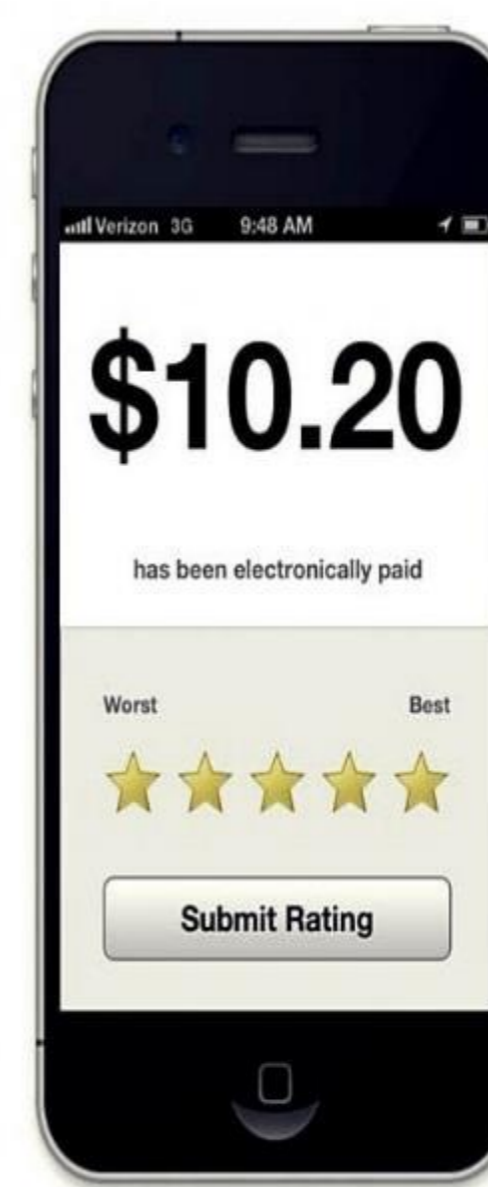 Verizon 3G 9:48 AM
$10.20
has been electronically paid
Worst Best
Submit Rating